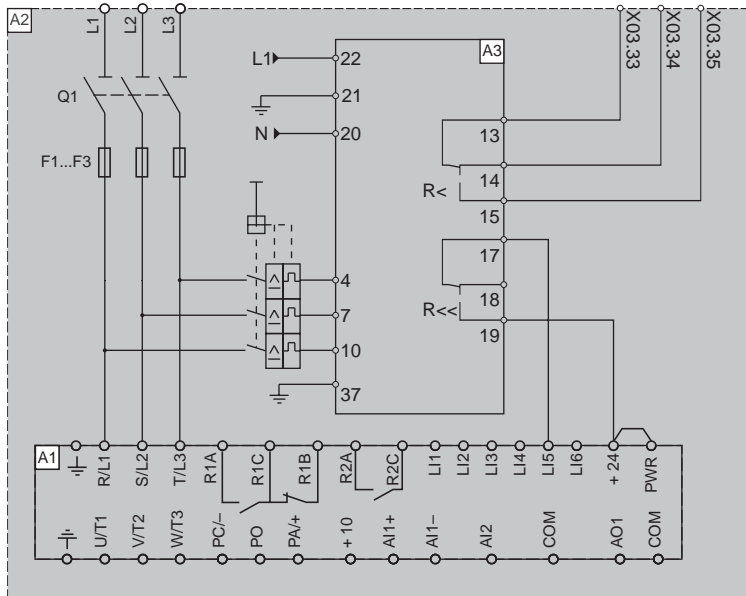 A2
L1
L2
L3
X03.33
X03.34
X03.35
A3
L1
22
Q1
21
N
20
13
F1...F3
14
R<
15
17
4
18
R<<
7
19
10
37
A1
R/L1
S/L2
T/L3
R1A
R1C
R1B
R2A
R2C
LI1
LI2
LI3
LI4
LI5
LI6
+24
PWR
U/T1
V/T2
W/T3
PC/–
PO
PA/+
+10
AI1+
AI1–
AI2
COM
AO1
COM